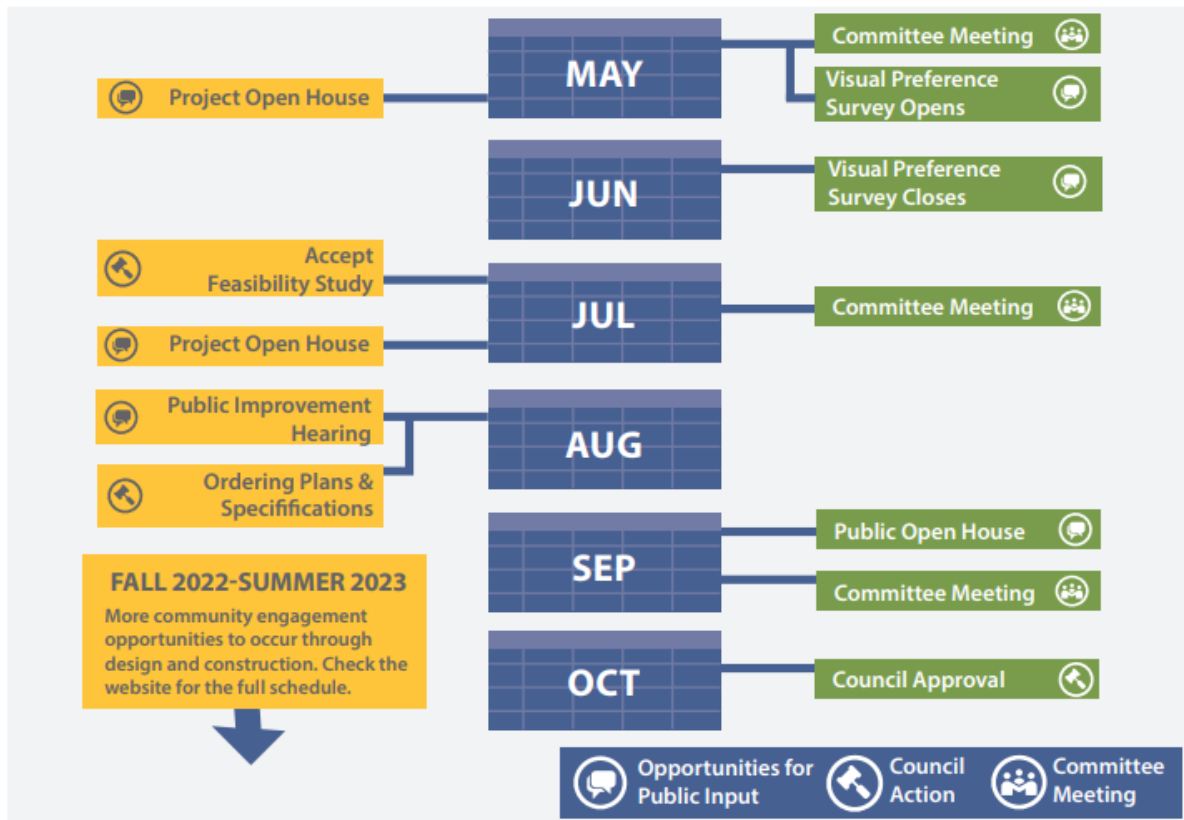 MAY
Committee Meeting
Visual Preference
Survey Opens
Project Open House
JUN
Visual Preference
Survey Closes
Accept
Feasibility Study
JUL
Committee Meeting
Project Open House
Public Improvement
Hearing
AUG
Ordering Plans &
Specififications
SEP
Public Open House
Committee Meeting
FALL 2022-SUMMER 2023
More community engagement
opportunities to occur through
design and construction. Check the
website for the full schedule.
OCT
Council Approval
Opportunities for
Public Input
Council
Action
Committee
Meeting